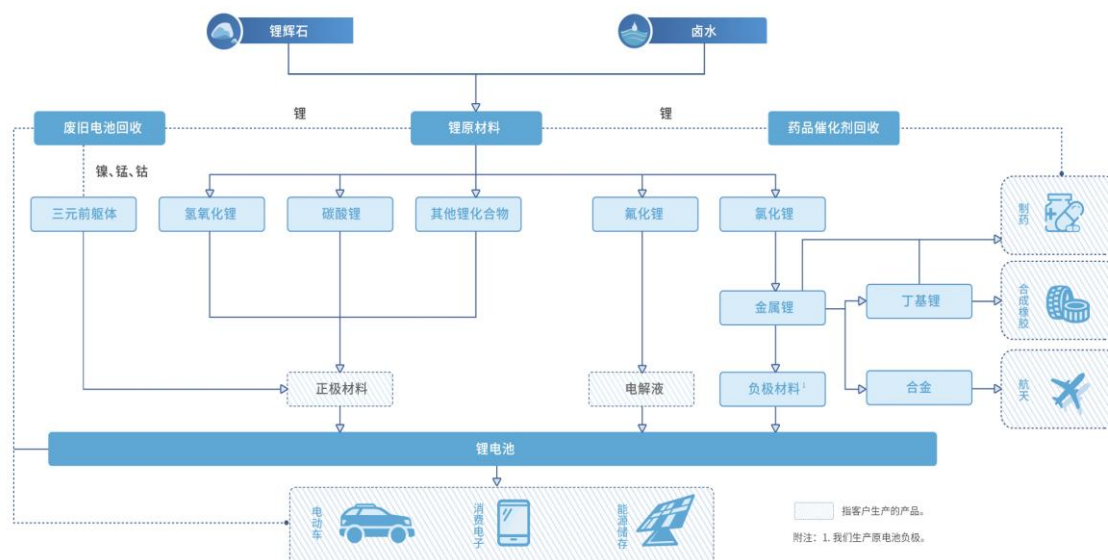 锂辉石
卤水
锂
锂
废旧电池回收
锂原材料
药品催化剂回收
镍、锰、钴
三元前躯体
氢氧化锂
碳酸锂
其他锂化合物
氟化锂
氯化锂
制药
金属锂
丁基锂
合成橡胶
正极材料
电解液
负极材料1
合金
航天
锂电池
电动车
消费电子
能源储存
指客户生产的产品。
附注：1. 我们生产原电池负极。